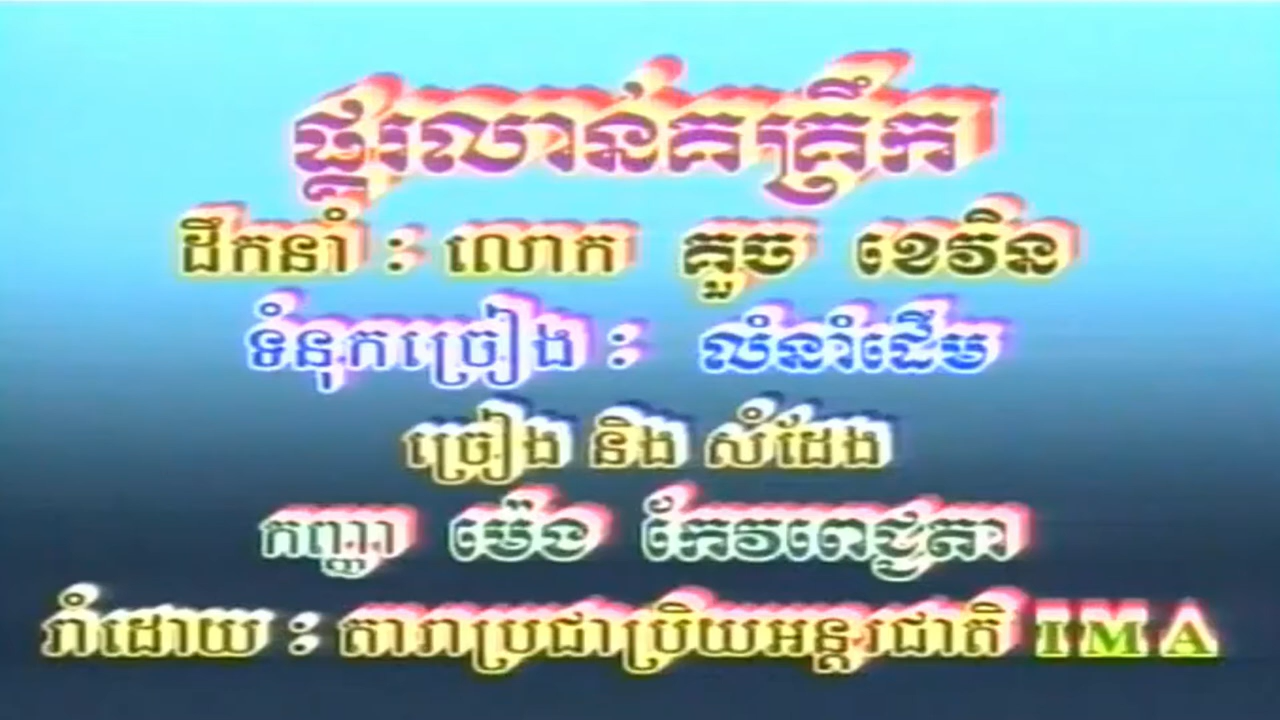 ផ្គរលាន់គគ្រឹក
ដឹកនាំ : លោក គួច ខេវិន
ទំនុកច្រៀង : លំនាំដើម
ច្រៀង និង សំដែង
កញ្ញា ម៉េង កែវពេជ្ជតា
រាំដោយ : តារាប្រជាប្រិយអន្តរជាតិ IMA